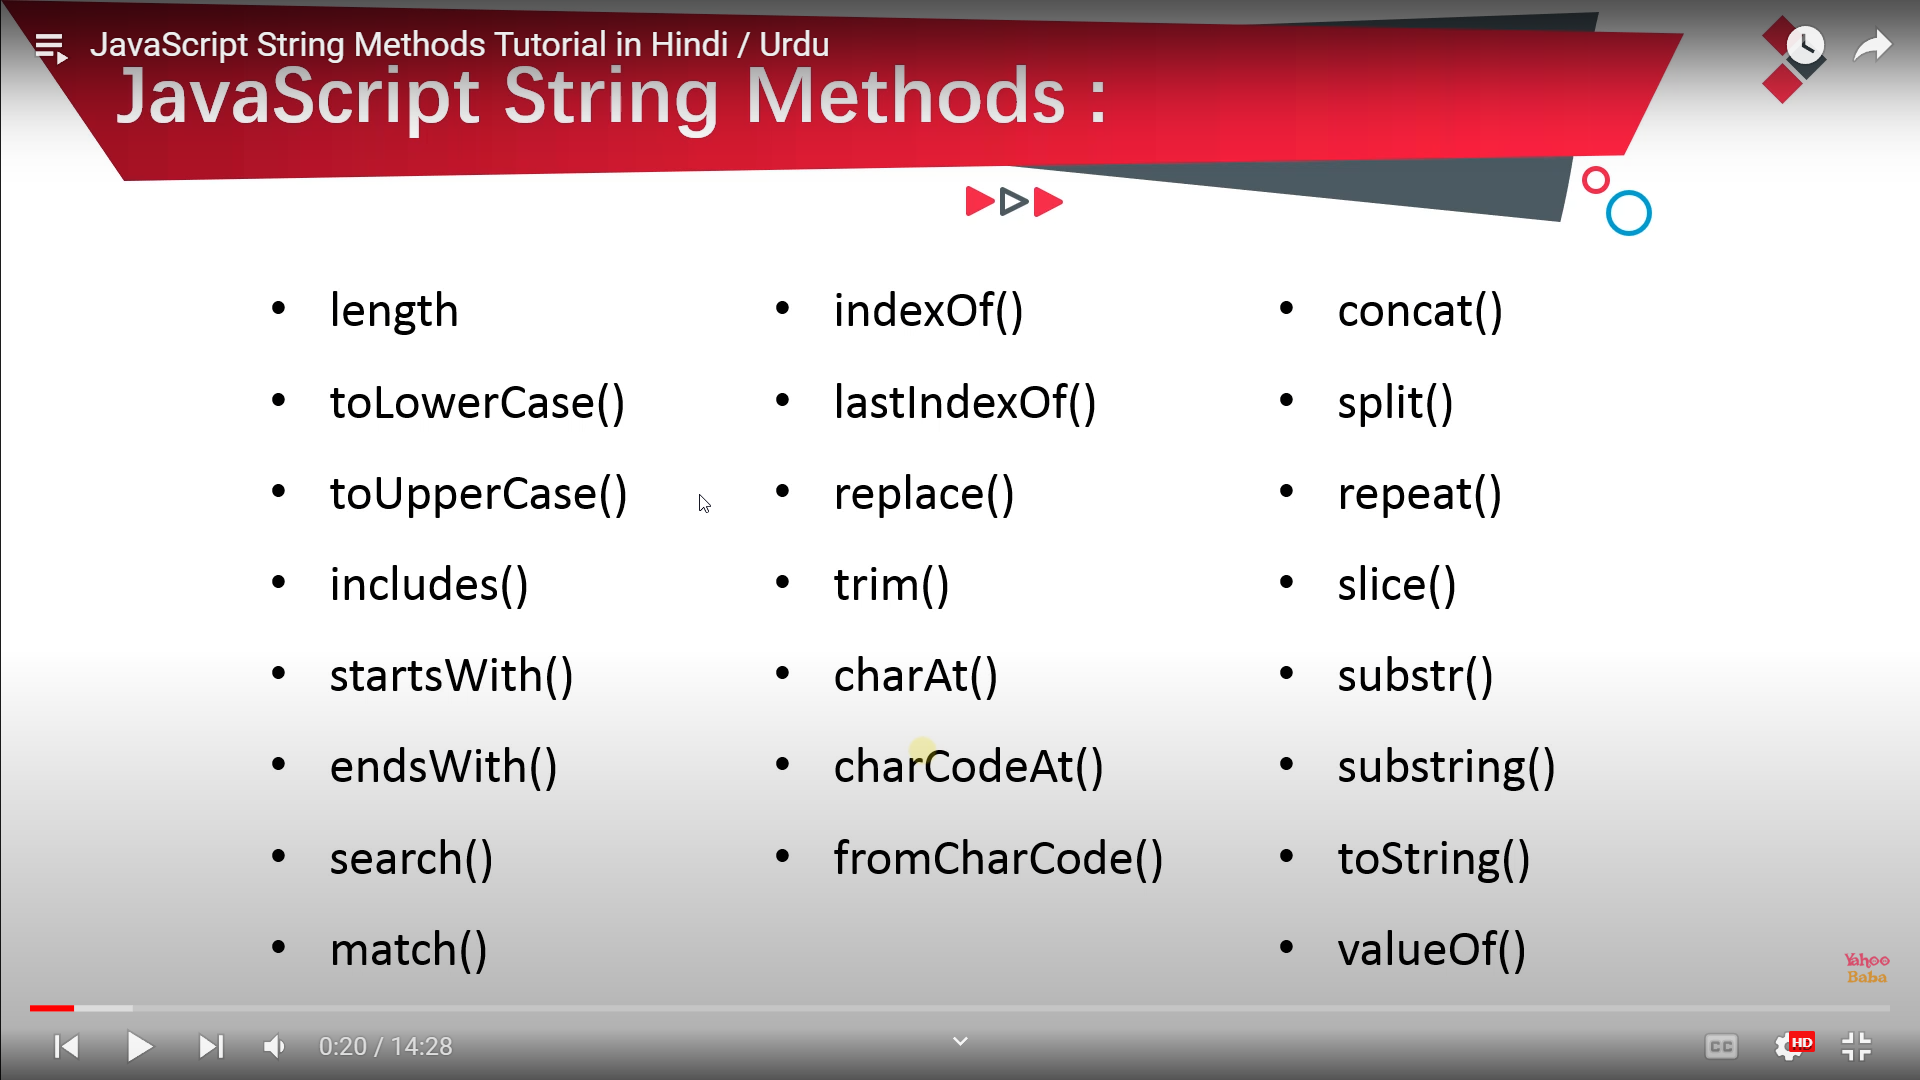 JavaScript String Methods Tutorial in Hindi / Urdu
JavaScript String Methods :
• length
• toLowerCase()
• toUpperCase()
• includes()
• startsWith()
• endsWith()
• search()
• match()
• indexOf()
• lastIndexOf()
• replace()
• trim()
• charAt()
• charCodeAt()
• fromCharCode()
• concat()
• split()
• repeat()
• slice()
• substr()
• substring()
• toString()
• valueOf()
Yahoo
Baba
0:20 / 14:28
CC
HD